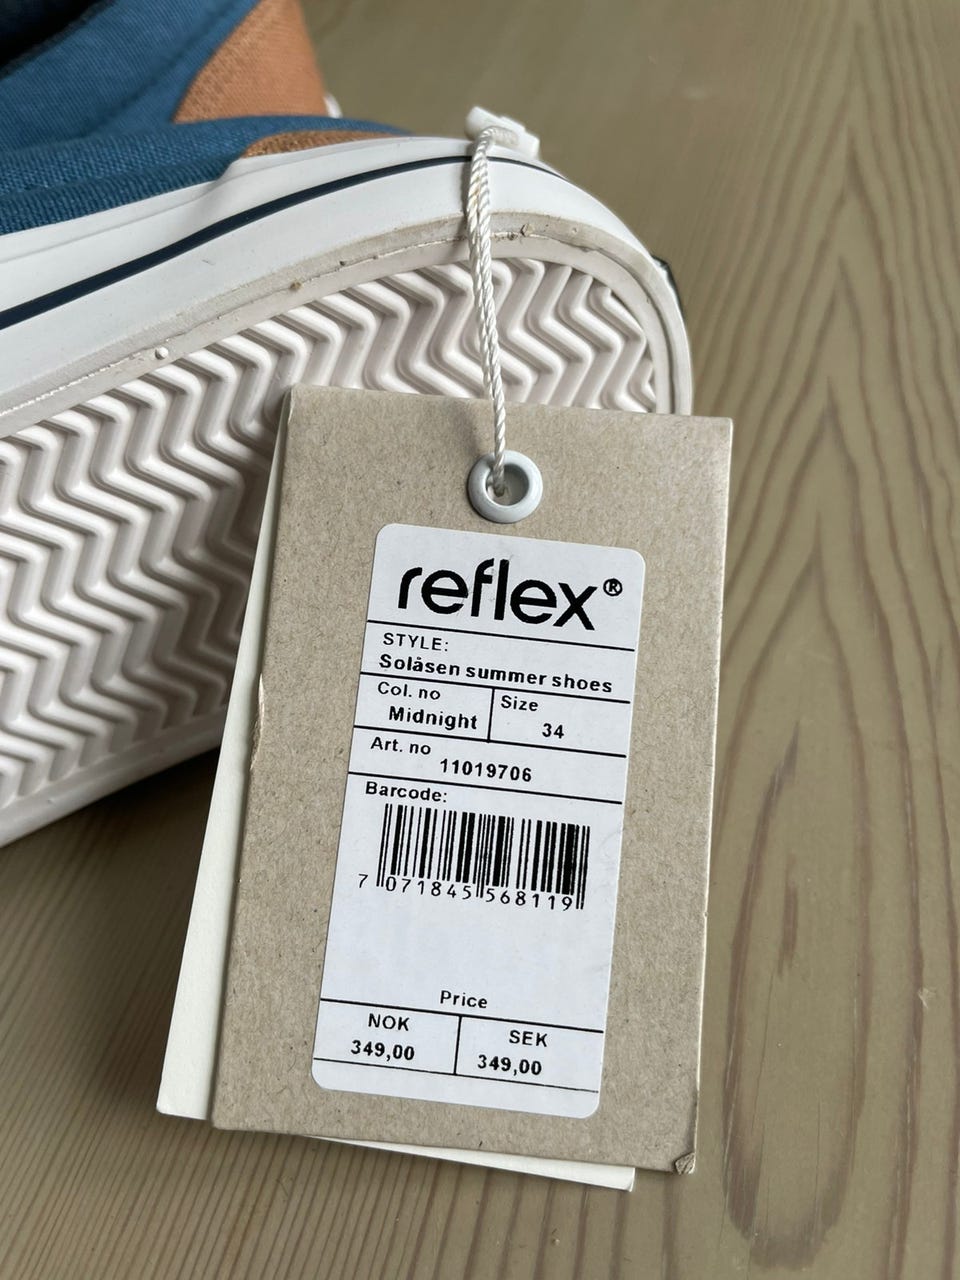 reflex®
STYLE:
Solåsen summer shoes
Col. no
Midnight
Size
34
Art. no
11019706
Barcode:
7 071845 568119
Price
NOK
349,00
SEK
349,00